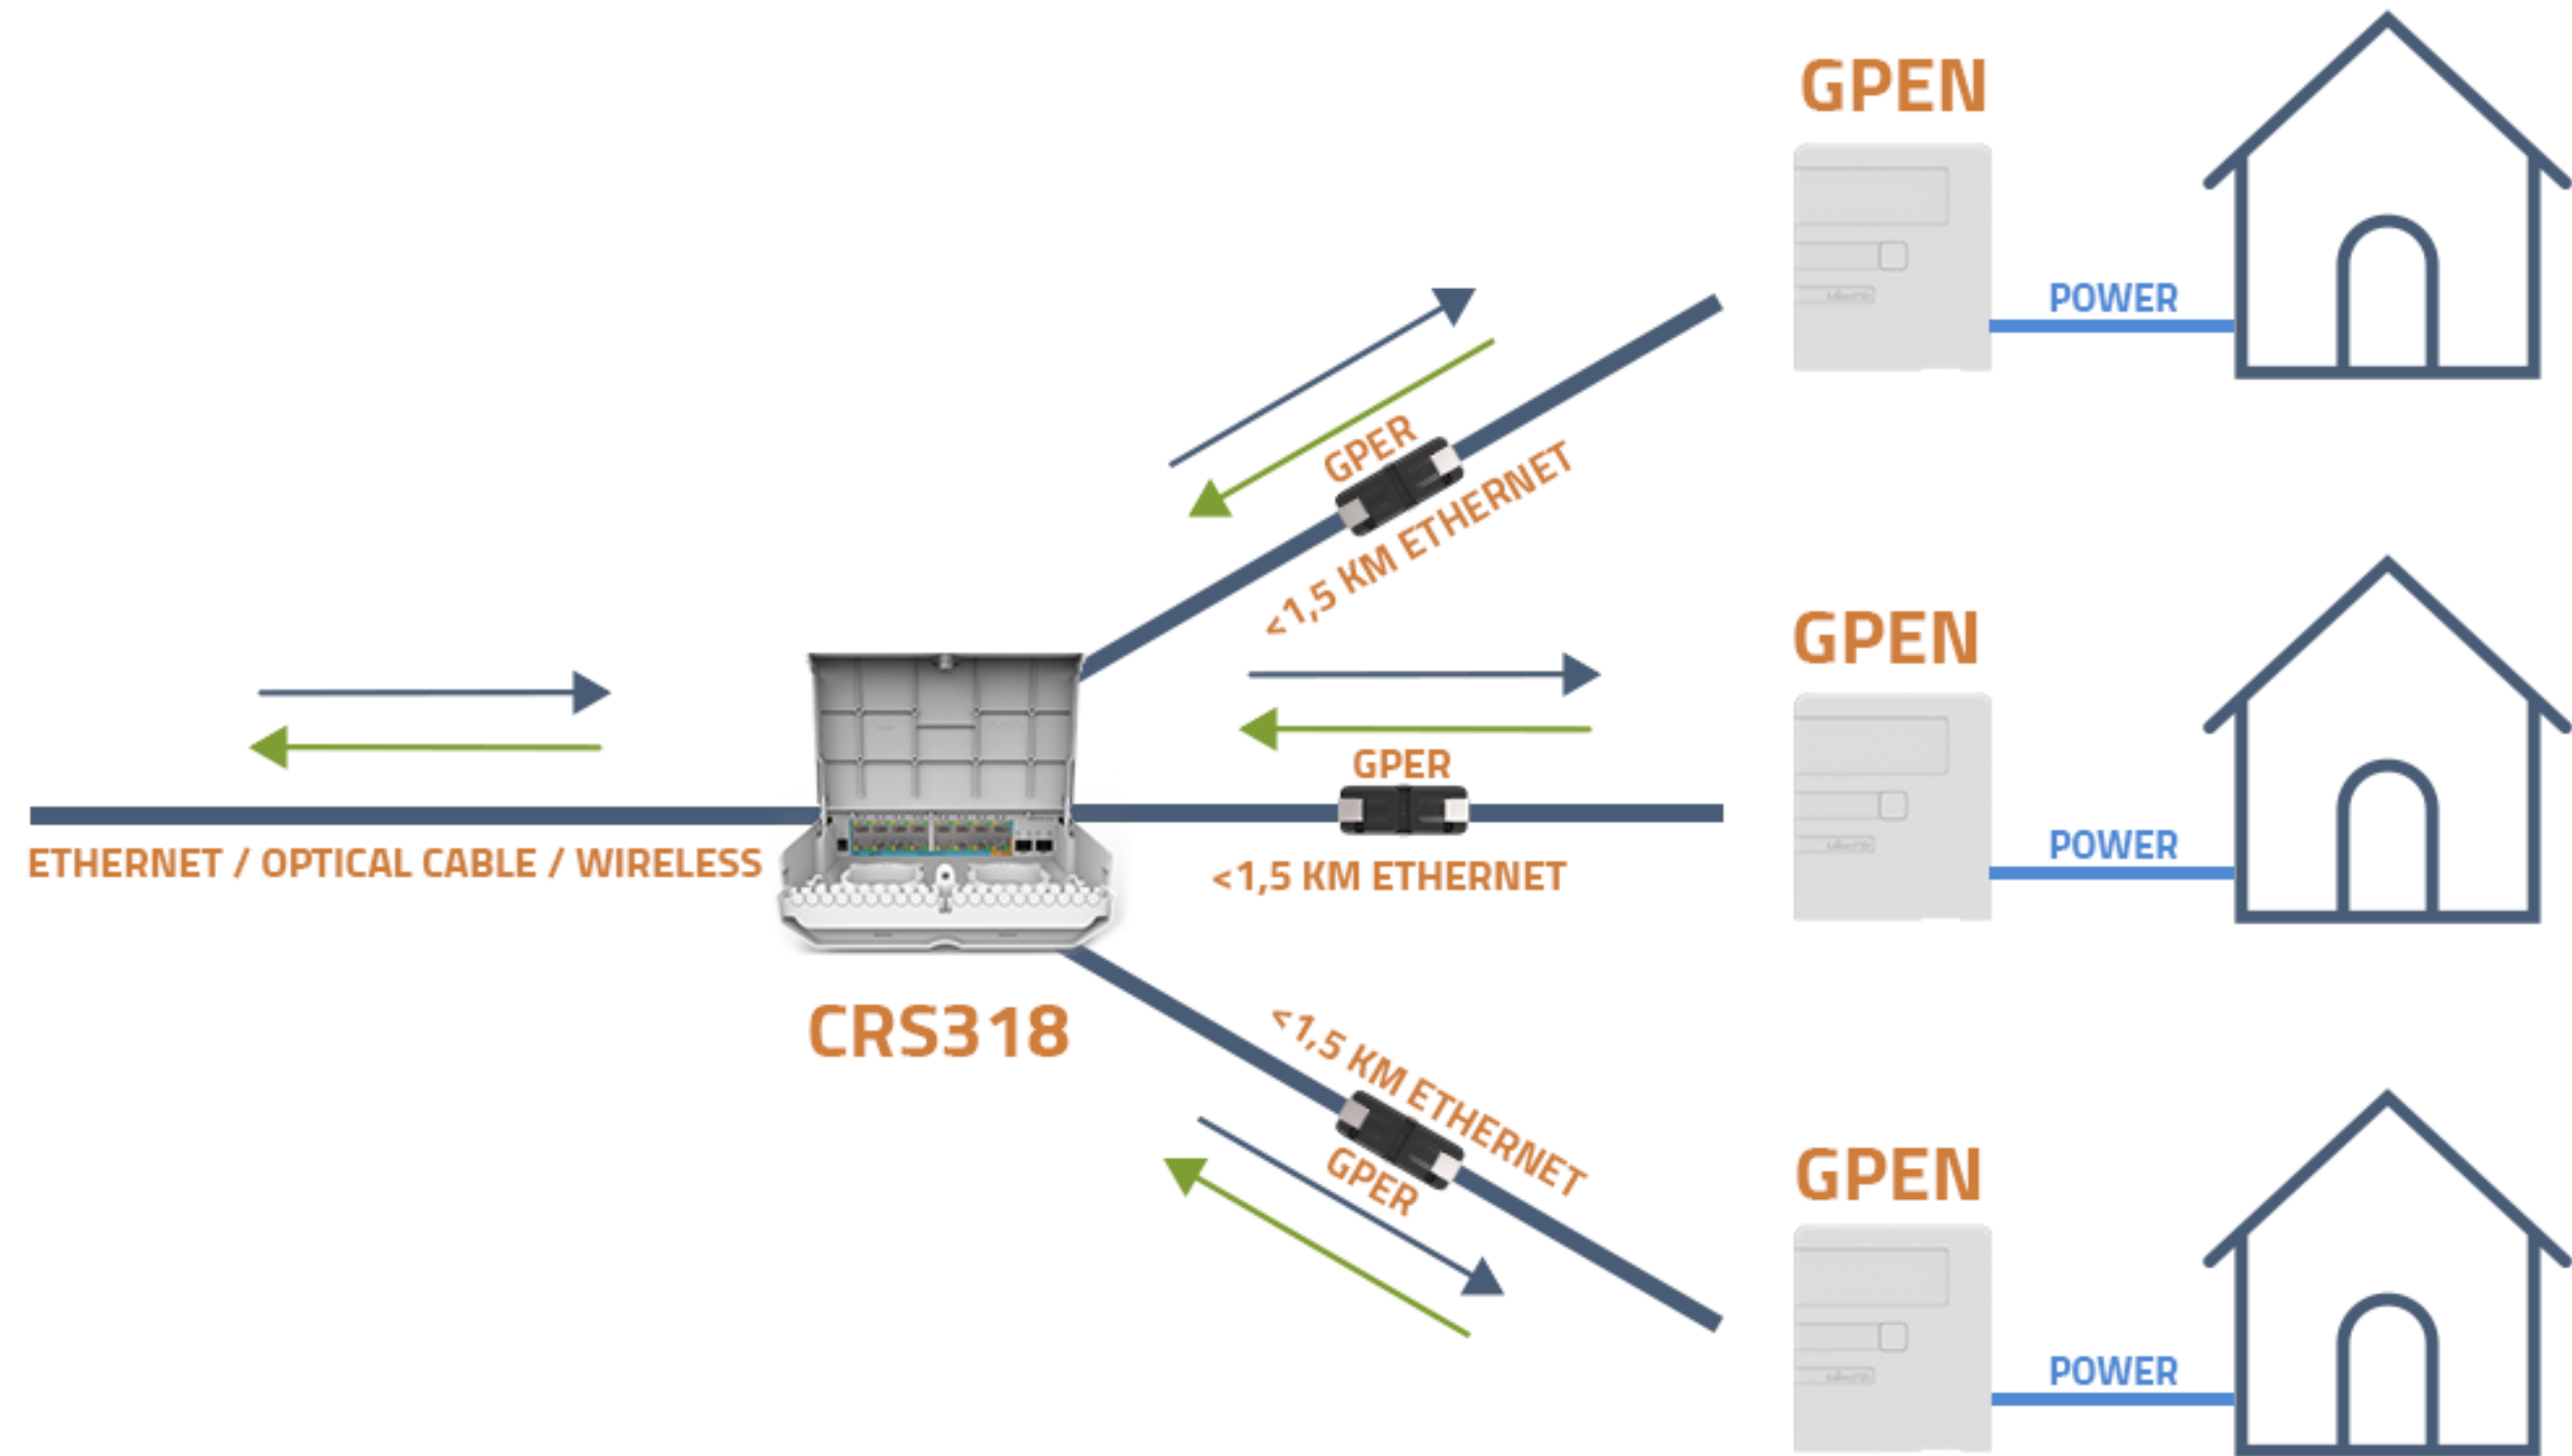 GPEN
POWER
GPER
<1,5 KM ETHERNET
GPEN
GPER
<1,5 KM ETHERNET
POWER
ETHERNET / OPTICAL CABLE / WIRELESS
CRS318
<1,5 KM ETHERNET
GPER
GPEN
POWER